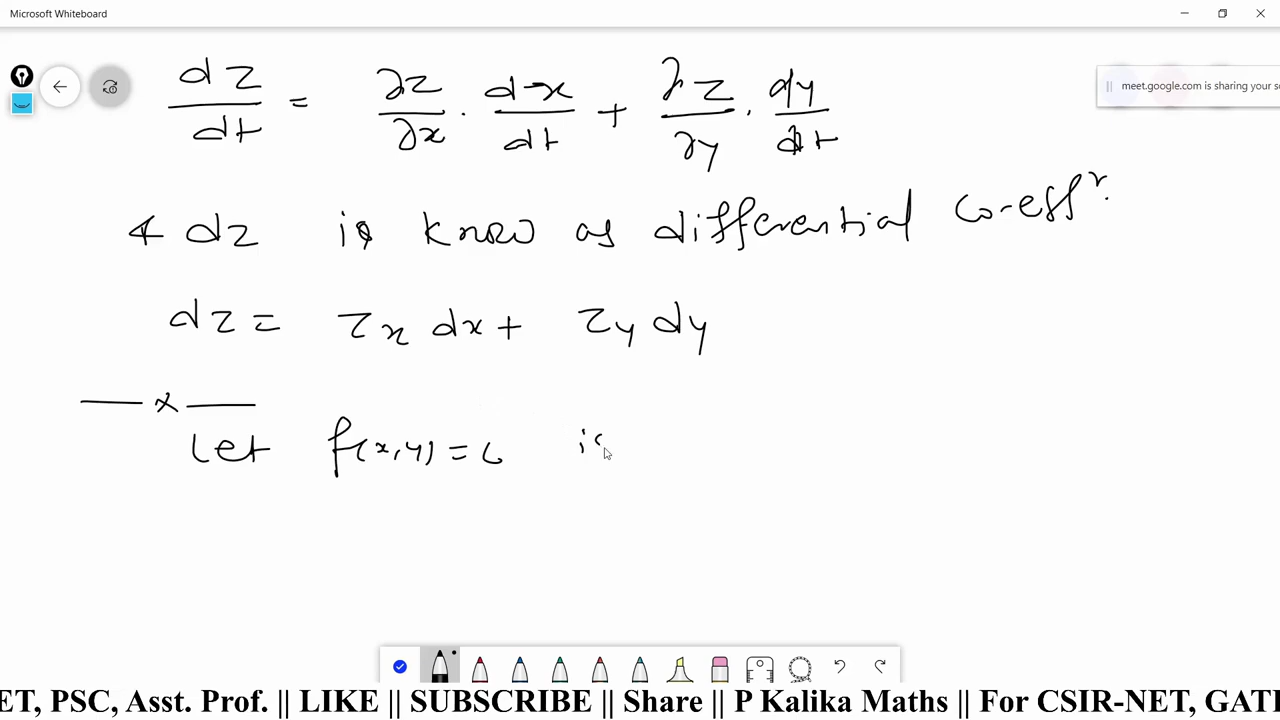 Microsoft Whiteboard
meet.google.com is sharing your s
dz/dt = ∂z/∂x · dx/dt + ∂z/∂y · dy/dt
& dz is know as differential co-effⁿ.
dz = Zx dx + Zy dy
— x —
Let f(x,y) = c is
ET, PSC, Asst. Prof. || LIKE || SUBSCRIBE || Share || P Kalika Maths || For CSIR-NET, GATE